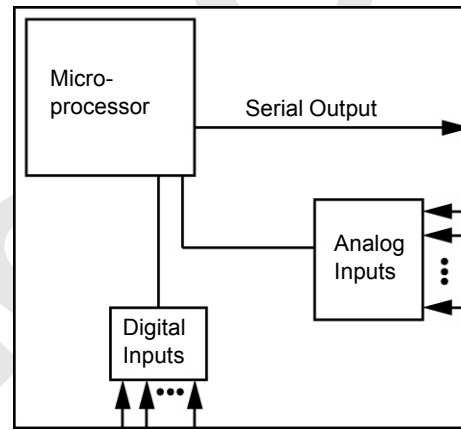 Micro-
processor
Serial Output
Analog
Inputs
Digital
Inputs